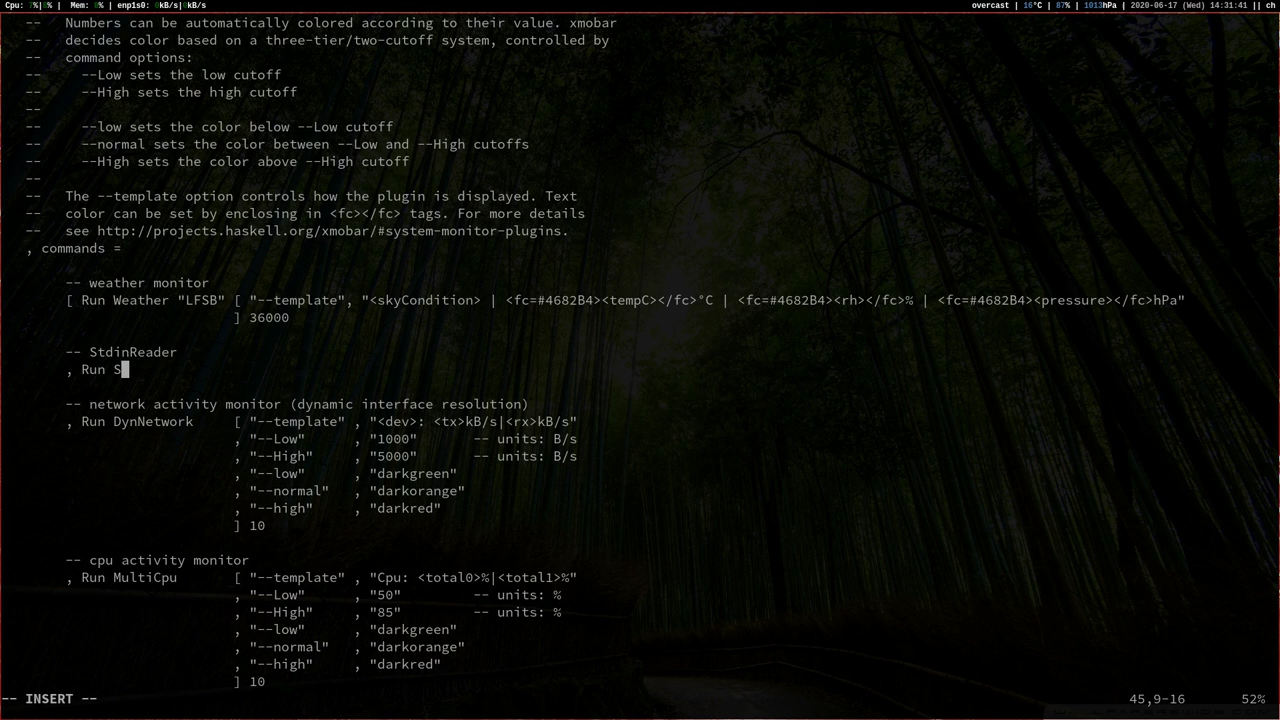 Cpu: %|% | Mem: % | enp1s0: kB/s|kB/s overcast | 16°C | 87% | 1013hPa | 2020-06-17 (Wed) 14:31:41 || ch
-- Numbers can be automatically colored according to their value. xmobar
-- decides color based on a three-tier/two-cutoff system, controlled by
-- command options:
-- --Low sets the low cutoff
-- --High sets the high cutoff
--
-- --low sets the color below --Low cutoff
-- --normal sets the color between --Low and --High cutoffs
-- --High sets the color above --High cutoff
--
-- The --template option controls how the plugin is displayed. Text
-- color can be set by enclosing in <fc></fc> tags. For more details
-- see http://projects.haskell.org/xmobar/#system-monitor-plugins.
, commands =
-- weather monitor
[ Run Weather "LFSB" [ "--template", "<skyCondition> | <fc=#4682B4><tempC></fc>°C | <fc=#4682B4><rh></fc>% | <fc=#4682B4><pressure></fc>hPa"
] 36000
-- StdinReader
, Run S
-- network activity monitor (dynamic interface resolution)
, Run DynNetwork [ "--template" , "<dev>: <tx>kB/s|<rx>kB/s"
, "--Low" , "1000" -- units: B/s
, "--High" , "5000" -- units: B/s
, "--low" , "darkgreen"
, "--normal" , "darkorange"
, "--high" , "darkred"
] 10
-- cpu activity monitor
, Run MultiCpu [ "--template" , "Cpu: <total0>%|<total1>%"
, "--Low" , "50" -- units: %
, "--High" , "85" -- units: %
, "--low" , "darkgreen"
, "--normal" , "darkorange"
, "--high" , "darkred"
] 10
-- INSERT -- 45,9-16 52%